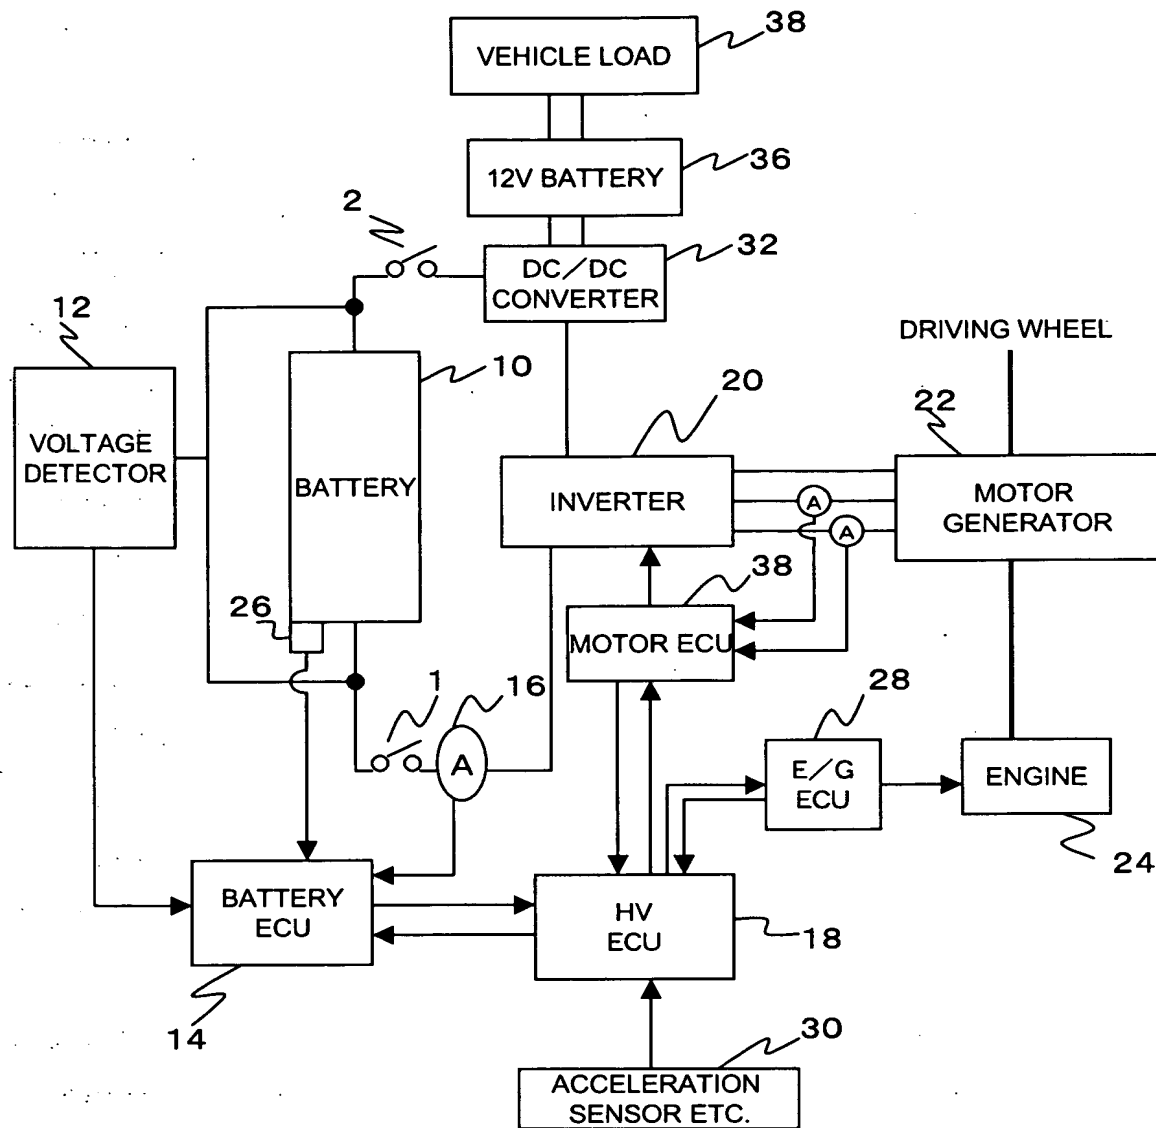 38
VEHICLE LOAD
36
12V BATTERY
2
32
DC/DC
CONVERTER
12
DRIVING WHEEL
10
20
22
VOLTAGE
DETECTOR
BATTERY
INVERTER
A
A
MOTOR
GENERATOR
26
38
MOTOR ECU
1
16
A
28
E/G
ECU
ENGINE
24
BATTERY
ECU
HV
ECU
18
14
30
ACCELERATION
SENSOR ETC.